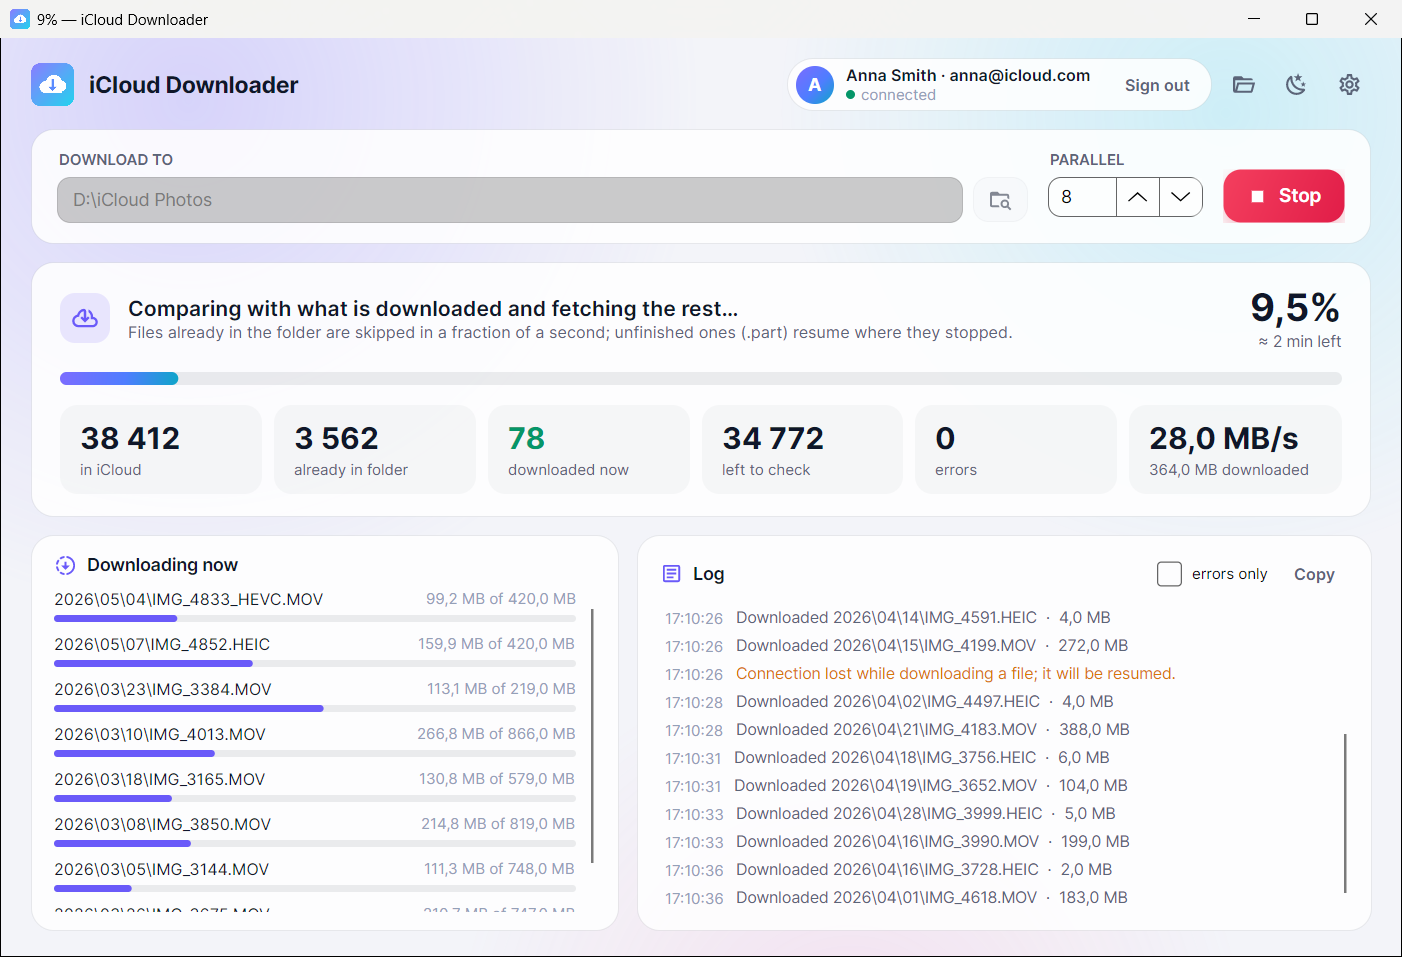 9% — iCloud Downloader
iCloud Downloader
A
Anna Smith · anna@icloud.com
connected
Sign out
DOWNLOAD TO
D:\iCloud Photos
PARALLEL
8
Stop
Comparing with what is downloaded and fetching the rest...
Files already in the folder are skipped in a fraction of a second; unfinished ones (.part) resume where they stopped.
9,5%
≈ 2 min left
38 412
in iCloud
3 562
already in folder
78
downloaded now
34 772
left to check
0
errors
28,0 MB/s
364,0 MB downloaded
Downloading now
2026\05\04\IMG_4833_HEVC.MOV 99,2 MB of 420,0 MB
2026\05\07\IMG_4852.HEIC 159,9 MB of 420,0 MB
2026\03\23\IMG_3384.MOV 113,1 MB of 219,0 MB
2026\03\10\IMG_4013.MOV 266,8 MB of 866,0 MB
2026\03\18\IMG_3165.MOV 130,8 MB of 579,0 MB
2026\03\08\IMG_3850.MOV 214,8 MB of 819,0 MB
2026\03\05\IMG_3144.MOV 111,3 MB of 748,0 MB
Log
errors only
Copy
17:10:26 Downloaded 2026\04\14\IMG_4591.HEIC · 4,0 MB
17:10:26 Downloaded 2026\04\15\IMG_4199.MOV · 272,0 MB
17:10:26 Connection lost while downloading a file; it will be resumed.
17:10:28 Downloaded 2026\04\02\IMG_4497.HEIC · 4,0 MB
17:10:28 Downloaded 2026\04\21\IMG_4183.MOV · 388,0 MB
17:10:31 Downloaded 2026\04\18\IMG_3756.HEIC · 6,0 MB
17:10:31 Downloaded 2026\04\19\IMG_3652.MOV · 104,0 MB
17:10:33 Downloaded 2026\04\28\IMG_3999.HEIC · 5,0 MB
17:10:33 Downloaded 2026\04\16\IMG_3990.MOV · 199,0 MB
17:10:36 Downloaded 2026\04\16\IMG_3728.HEIC · 2,0 MB
17:10:36 Downloaded 2026\04\01\IMG_4618.MOV · 183,0 MB